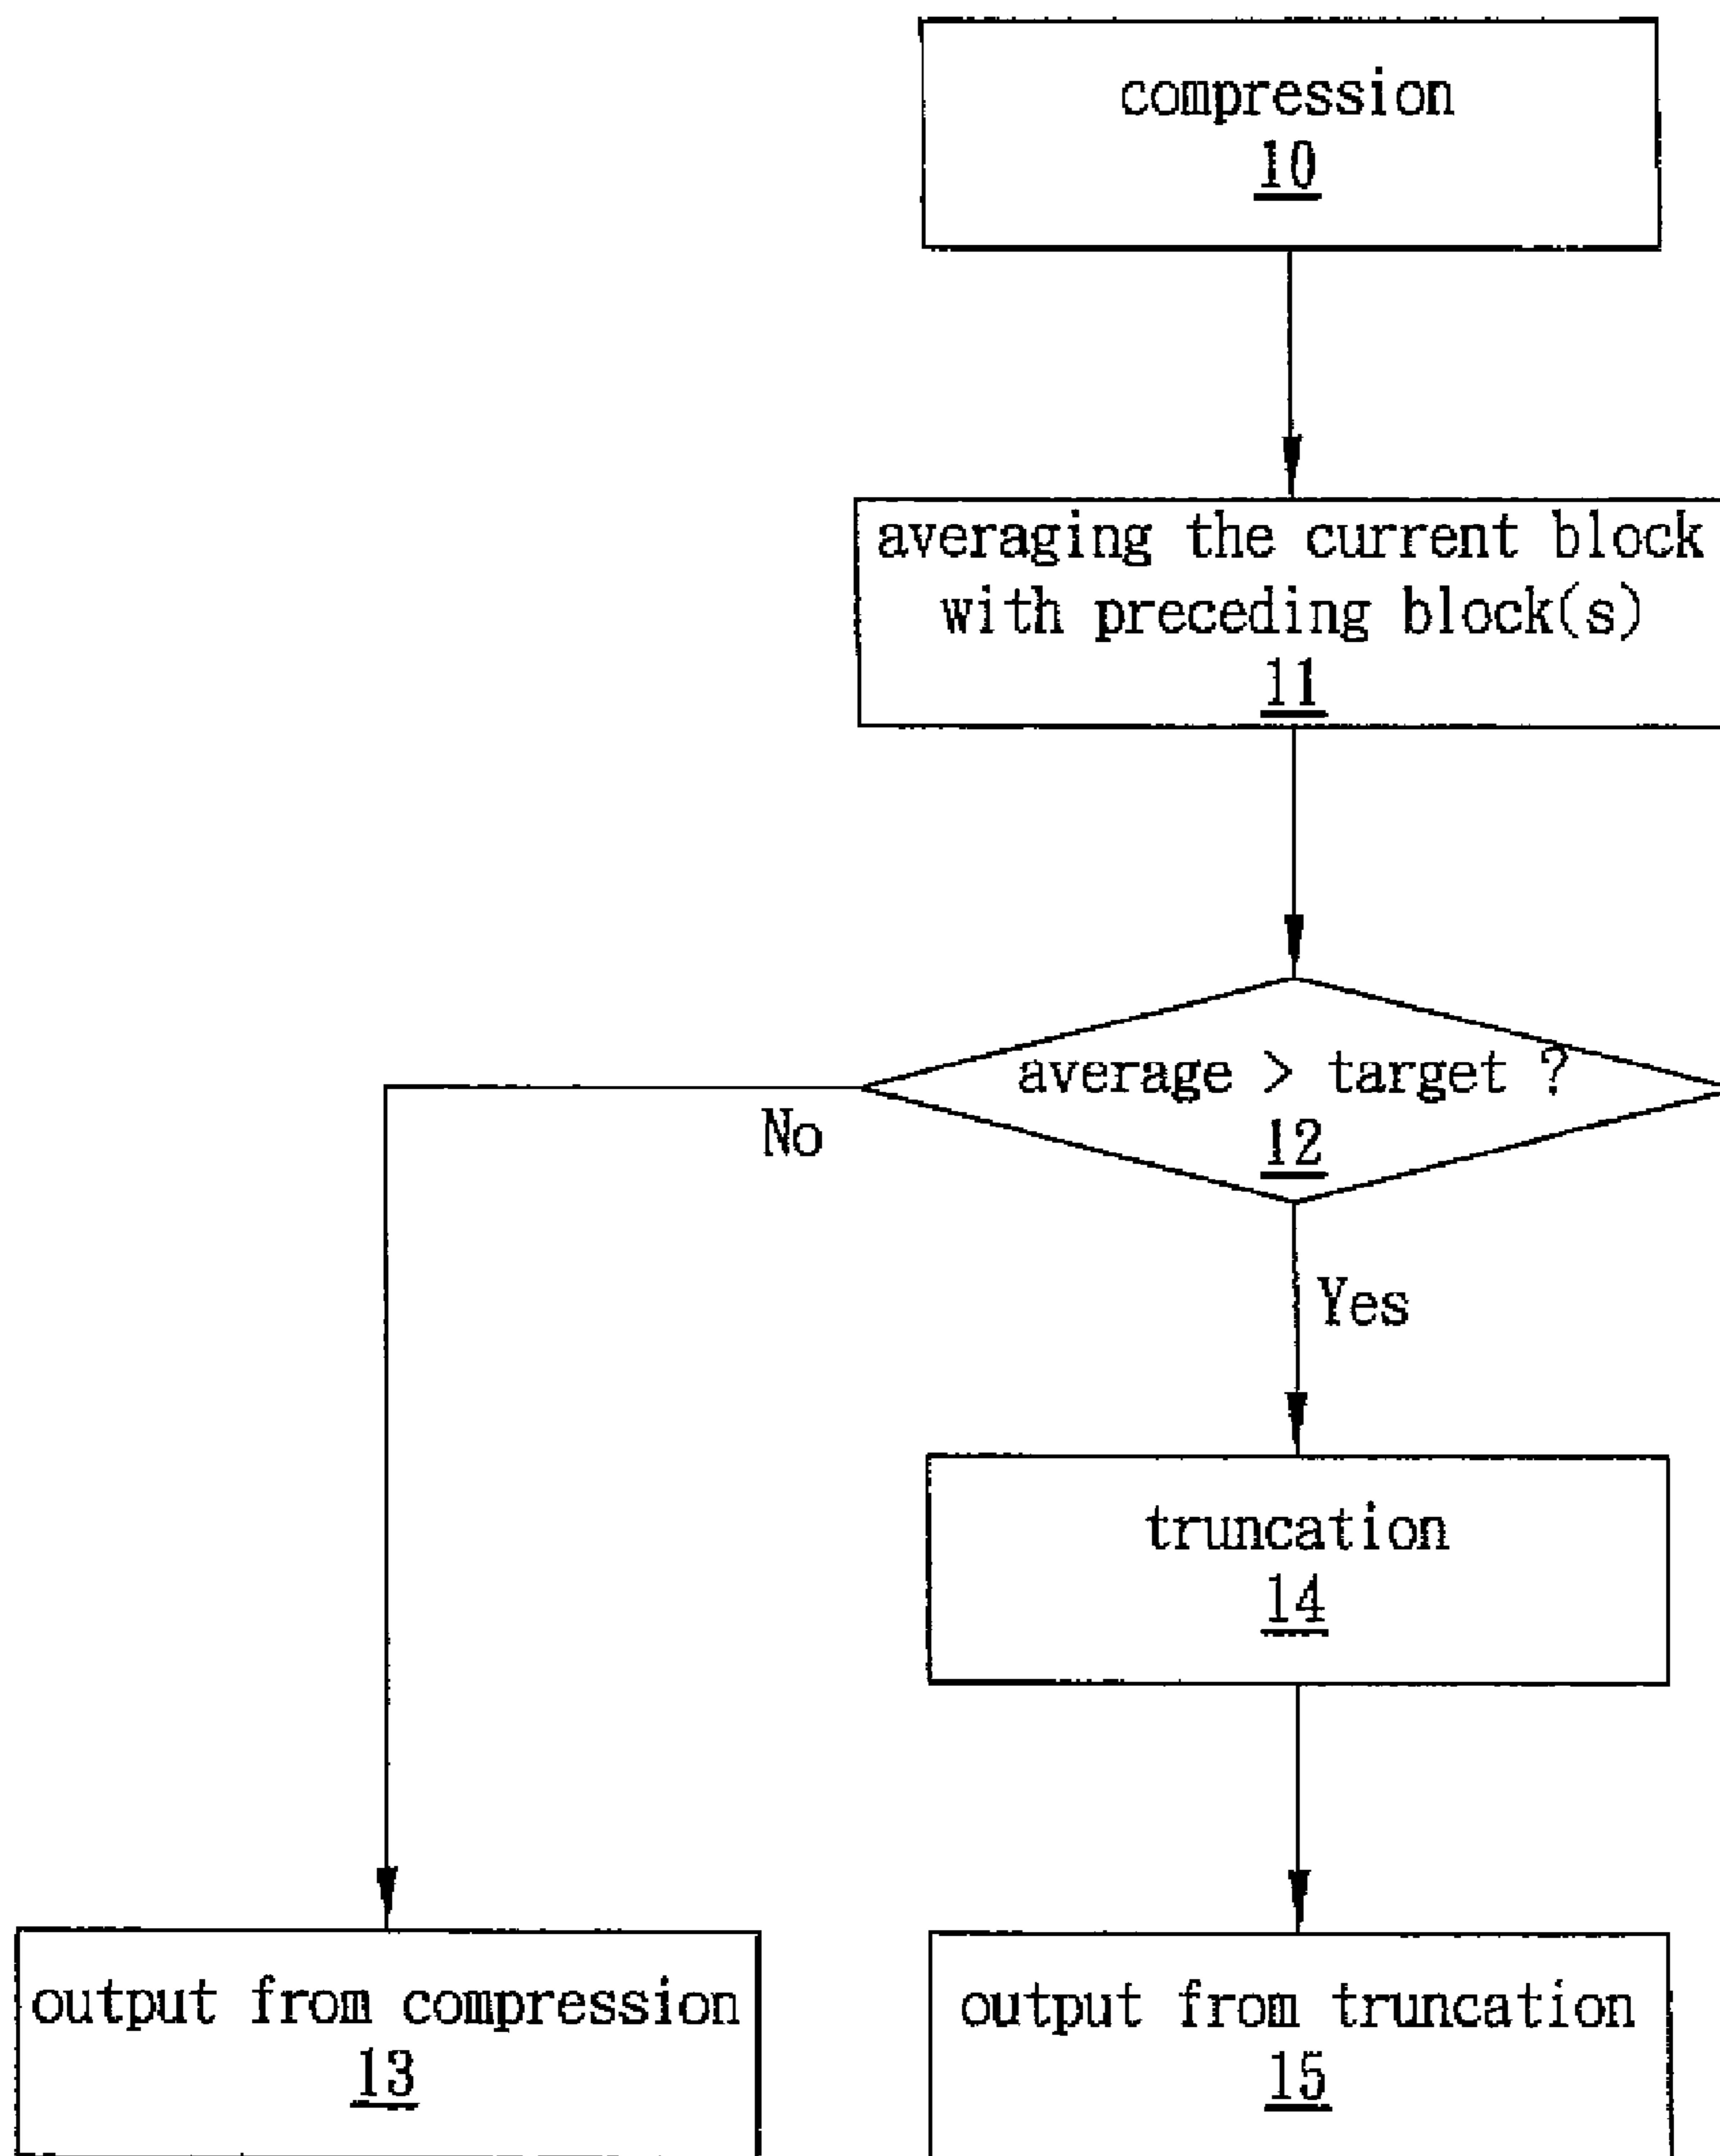 compression
10
averaging the current block
with preceding block(s)
11
average > target ?
12
No
Yes
truncation
14
output from compression
13
output from truncation
15